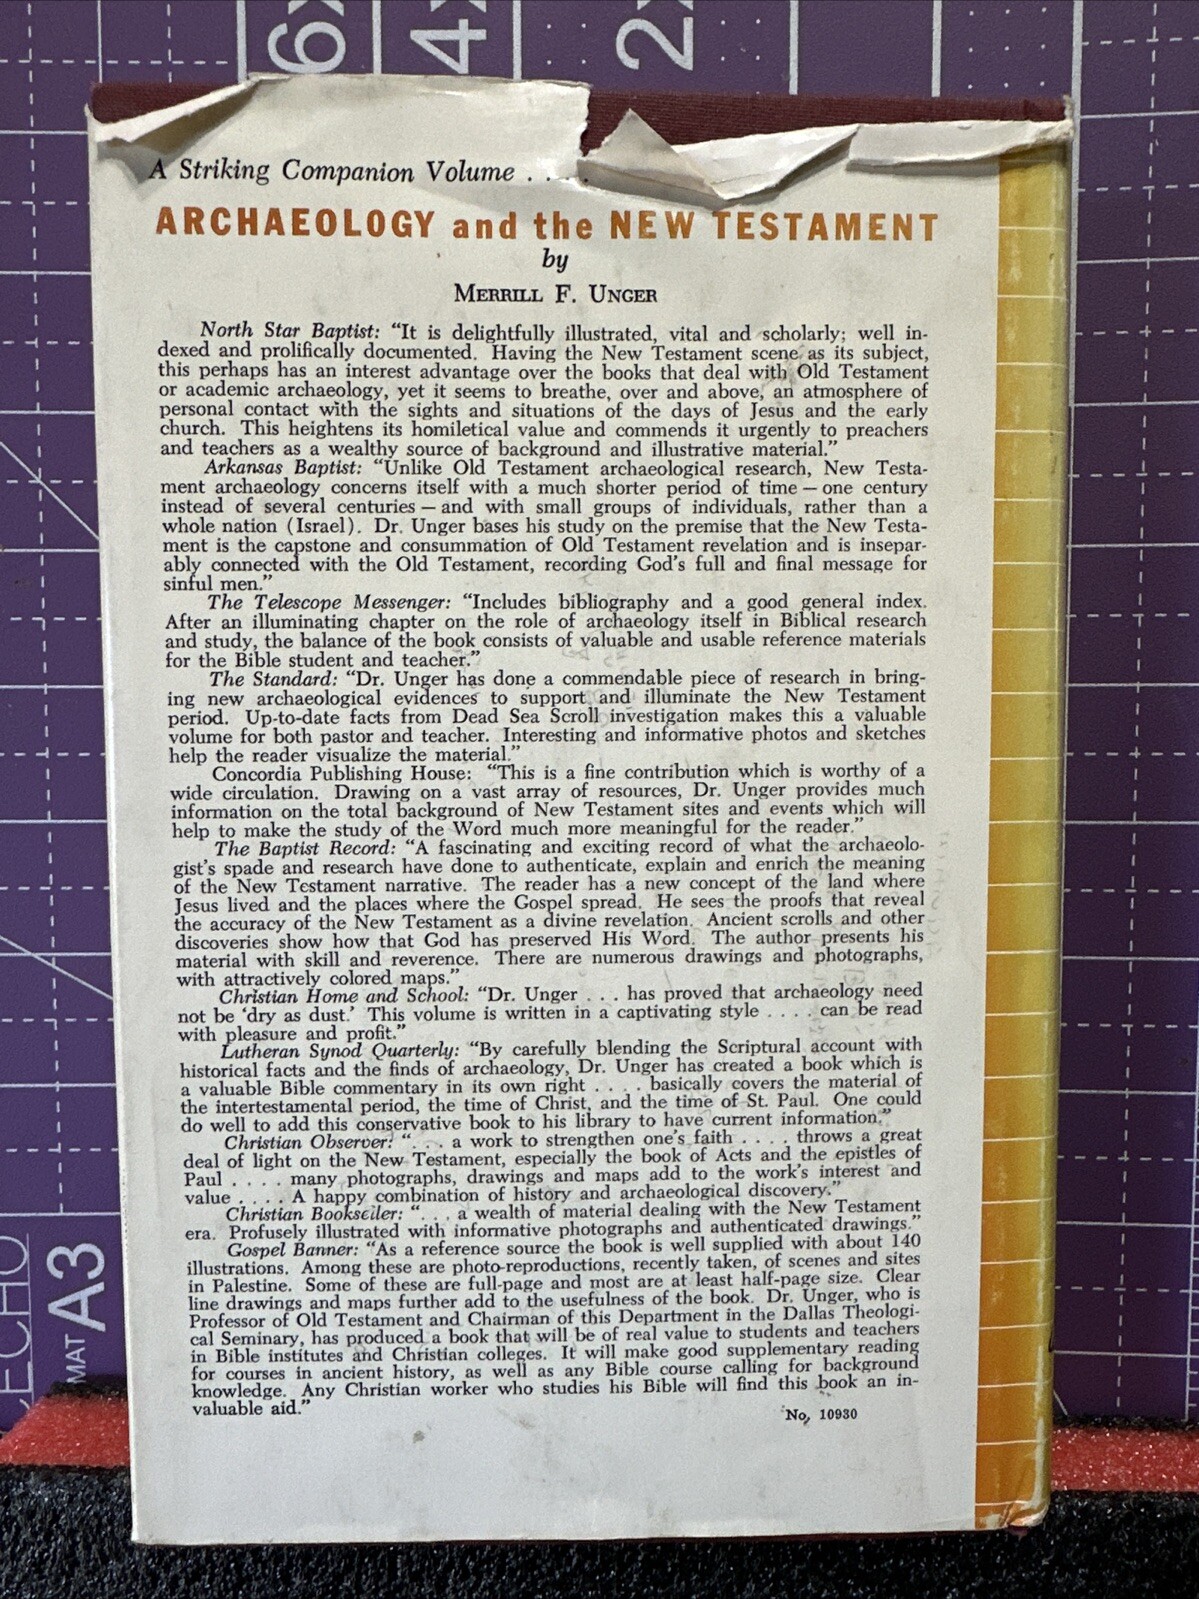 6x
4x
2x
A Striking Companion Volume . . . .
ARCHAEOLOGY and the NEW TESTAMENT
by
MERRILL F. UNGER
North Star Baptist: “It is delightfully illustrated, vital and scholarly; well in-
dexed and prolifically documented. Having the New Testament scene as its subject,
this perhaps has an interest advantage over the books that deal with Old Testament
or academic archaeology, yet it seems to breathe, over and above, an atmosphere of
personal contact with the sights and situations of the days of Jesus and the early
church. This heightens its homiletical value and commends it urgently to preachers
and teachers as a wealthy source of background and illustrative material.”
Arkansas Baptist: “Unlike Old Testament archaeological research, New Testa-
ment archaeology concerns itself with a much shorter period of time – one century
instead of several centuries – and with small groups of individuals, rather than a
whole nation (Israel). Dr. Unger bases his study on the premise that the New Testa-
ment is the capstone and consummation of Old Testament revelation and is insepar-
ably connected with the Old Testament, recording God’s full and final message for
sinful men.”
The Telescope Messenger: “Includes bibliography and a good general index.
After an illuminating chapter on the role of archaeology itself in Biblical research
and study, the balance of the book consists of valuable and usable reference materials
for the Bible student and teacher.”
The Standard: “Dr. Unger has done a commendable piece of research in bring-
ing new archaeological evidences to support and illuminate the New Testament
period. Up-to-date facts from Dead Sea Scroll investigation makes this a valuable
volume for both pastor and teacher. Interesting and informative photos and sketches
help the reader visualize the material.”
Concordia Publishing House: “This is a fine contribution which is worthy of a
wide circulation. Drawing on a vast array of resources, Dr. Unger provides much
information on the total background of New Testament sites and events which will
help to make the study of the Word much more meaningful for the reader.”
The Baptist Record: “A fascinating and exciting record of what the archaeolo-
gist’s spade and research have done to authenticate, explain and enrich the meaning
of the New Testament narrative. The reader has a new concept of the land where
Jesus lived and the places where the Gospel spread. He sees the proofs that reveal
the accuracy of the New Testament as a divine revelation. Ancient scrolls and other
discoveries show how that God has preserved His Word. The author presents his
material with skill and reverence. There are numerous drawings and photographs,
with attractively colored maps.”
Christian Home and School: “Dr. Unger . . . has proved that archaeology need
not be ‘dry as dust.’ This volume is written in a captivating style . . . . can be read
with pleasure and profit.”
Lutheran Synod Quarterly: “By carefully blending the Scriptural account with
historical facts and the finds of archaeology, Dr. Unger has created a book which is
a valuable Bible commentary in its own right . . . . basically covers the material of
the intertestamental period, the time of Christ, and the time of St. Paul. One could
do well to add this conservative book to his library to have current information.”
Christian Observer: “. . . a work to strengthen one’s faith . . . . throws a great
deal of light on the New Testament, especially the book of Acts and the epistles of
Paul . . . . many photographs, drawings and maps add to the work’s interest and
value . . . . A happy combination of history and archaeological discovery.”
Christian Bookseller: “. . . a wealth of material dealing with the New Testament
era. Profusely illustrated with informative photographs and authenticated drawings.”
Gospel Banner: “As a reference source the book is well supplied with about 140
illustrations. Among these are photo-reproductions, recently taken, of scenes and sites
in Palestine. Some of these are full-page and most are at least half-page size. Clear
line drawings and maps further add to the usefulness of the book. Dr. Unger, who is
Professor of Old Testament and Chairman of this Department in the Dallas Theologi-
cal Seminary, has produced a book that will be of real value to students and teachers
in Bible institutes and Christian colleges. It will make good supplementary reading
for courses in ancient history, as well as any Bible course calling for background
knowledge. Any Christian worker who studies his Bible will find this book an in-
valuable aid.”
No. 10930
A3
MAT
ECHO